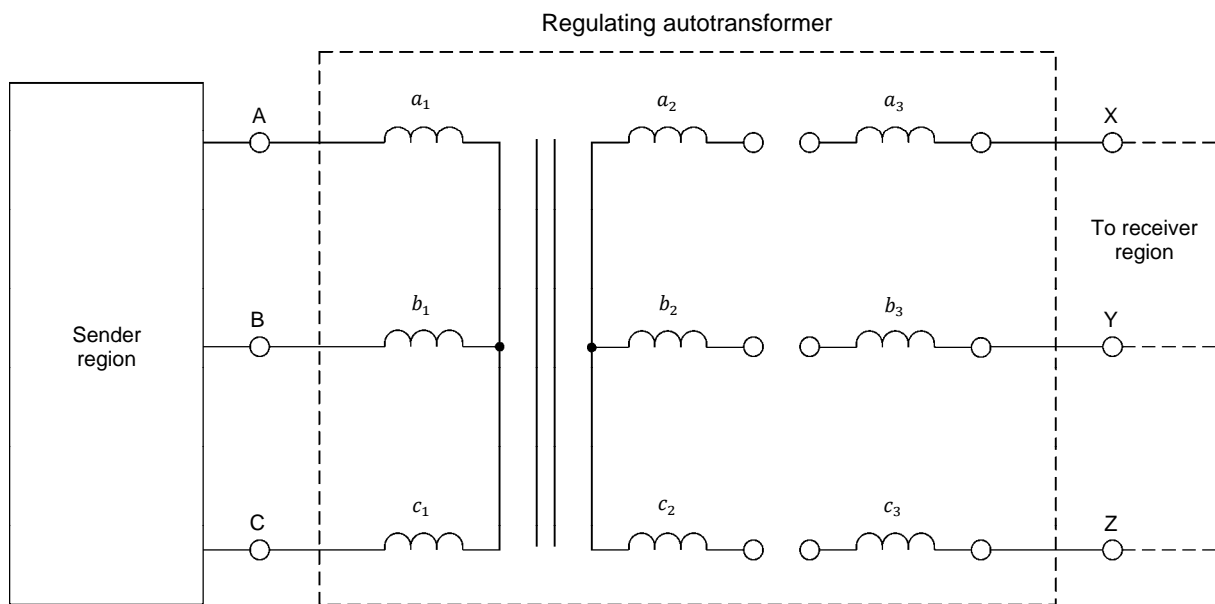 Regulating autotransformer
A
a₁
a₂
a₃
X
To receiver
region
B
b₁
b₂
b₃
Y
Sender
region
C
c₁
c₂
c₃
Z